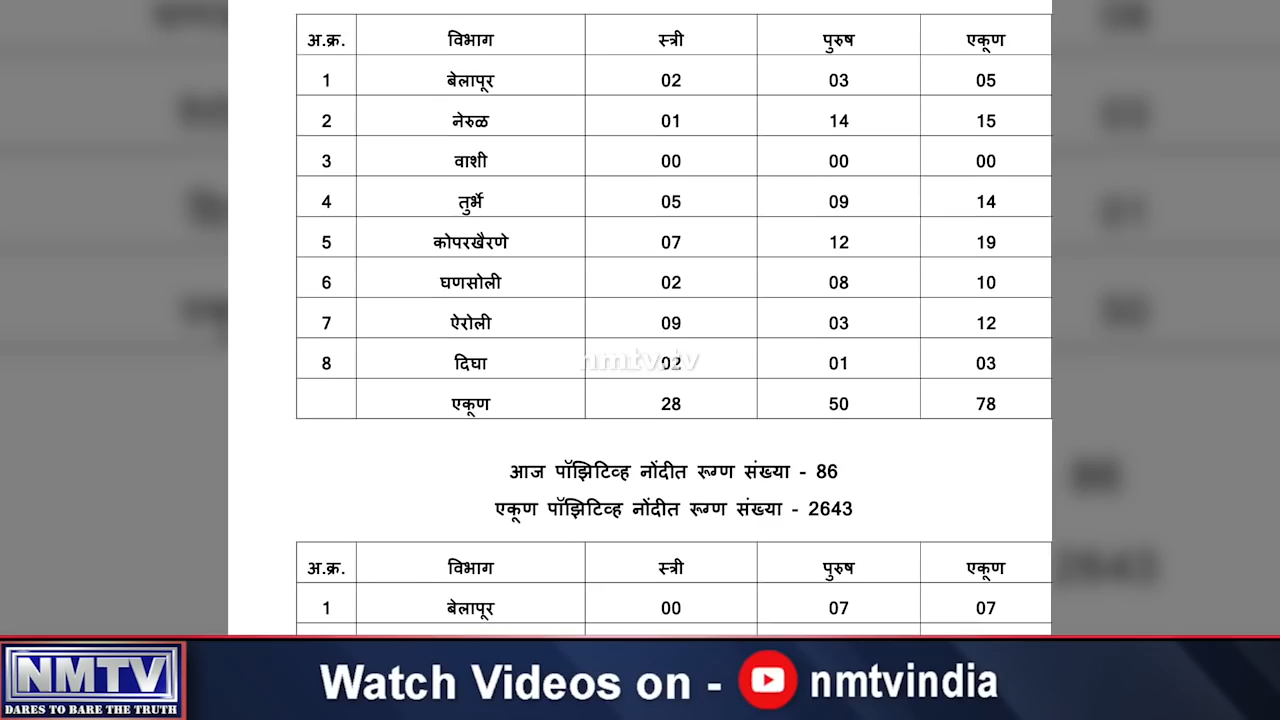 अ.क्र. विभाग स्त्री पुरुष एकूण
1 बेलापूर 02 03 05
2 नेरुळ 01 14 15
3 वाशी 00 00 00
4 तुर्भे 05 09 14
5 कोपरखैरणे 07 12 19
6 घणसोली 02 08 10
7 ऐरोली 09 03 12
8 दिघा 02 01 03
nmtv.tv
एकूण 28 50 78
आज पॉझिटिव्ह नोंदीत रूग्ण संख्या - 86
एकूण पॉझिटिव्ह नोंदीत रूग्ण संख्या - 2643
अ.क्र. विभाग स्त्री पुरुष एकूण
1 बेलापूर 00 07 07
NMTV
DARES TO BARE THE TRUTH
Watch Videos on - nmtvindia